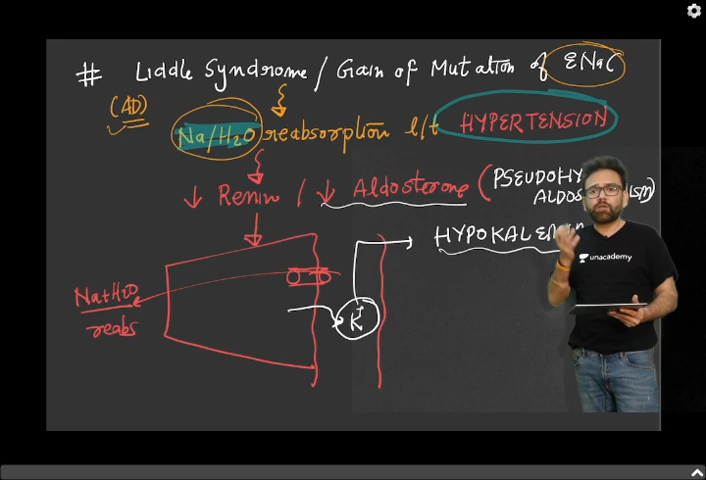 # Liddle Syndrome / Gain of Mutation of ENaC
(AD)
Na/H2O reabsorption l/t HYPERTENSION
↓ Renin / ↓ Aldosterone (PSEUDOHY
ALDOS ISM)
HYPOKALEM
Na+H2O
reabs
K+
unacademy